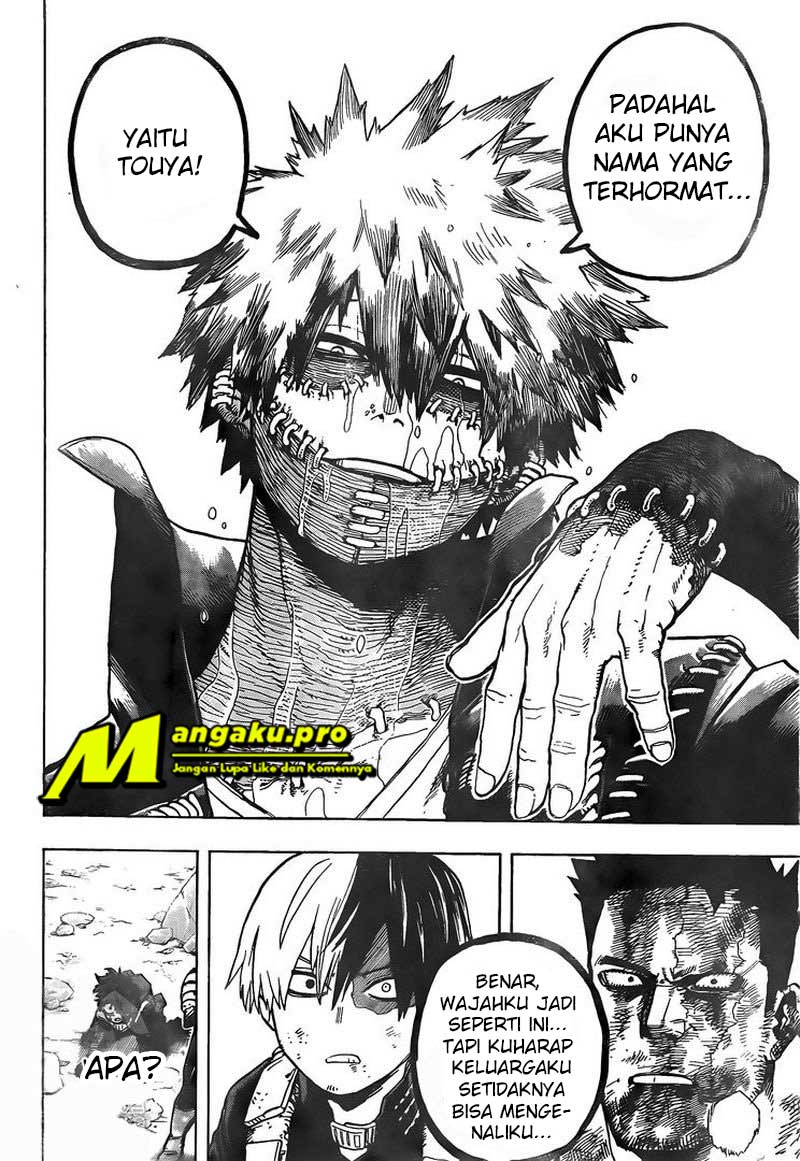 PADAHAL
AKU PUNYA
NAMA YANG
TERHORMAT...
YAITU
TOUYA!
Mangaku.pro
Jangan Lupa Like dan Komennya
BENAR,
WAJAHKU JADI
SEPERTI INI...
TAPI KUHARAP
KELUARGAKU
SETIDAKNYA
BISA MENGE-
NALIKU...
APA?